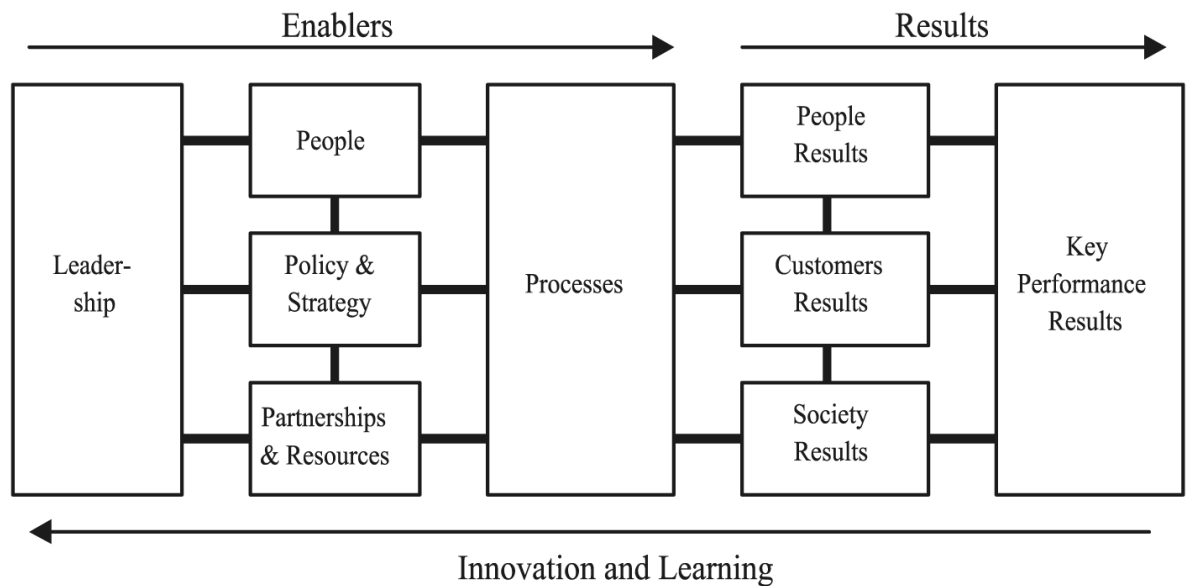 Enablers
Results
Leader-
ship
People
Policy &
Strategy
Partnerships
& Resources
Processes
People
Results
Customers
Results
Society
Results
Key
Performance
Results
Innovation and Learning